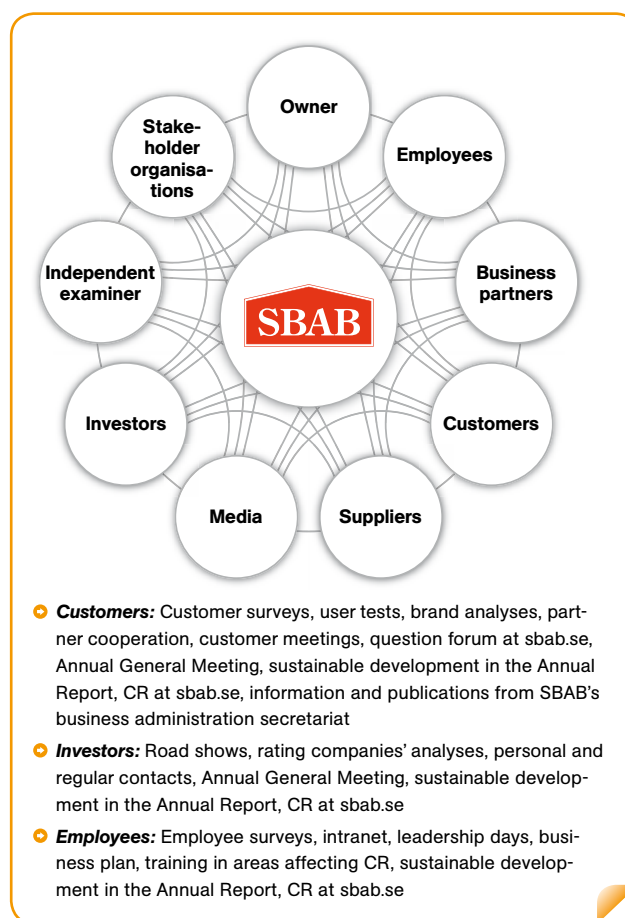 Owner
Stake-
holder
organisa-
tions
Employees
Independent
examiner
Business
partners
SBAB
Investors
Customers
Media
Suppliers
Customers: Customer surveys, user tests, brand analyses, part-
ner cooperation, customer meetings, question forum at sbab.se,
Annual General Meeting, sustainable development in the Annual
Report, CR at sbab.se, information and publications from SBAB’s
business administration secretariat
Investors: Road shows, rating companies’ analyses, personal and
regular contacts, Annual General Meeting, sustainable develop-
ment in the Annual Report, CR at sbab.se
Employees: Employee surveys, intranet, leadership days, busi-
ness plan, training in areas affecting CR, sustainable develop-
ment in the Annual Report, CR at sbab.se